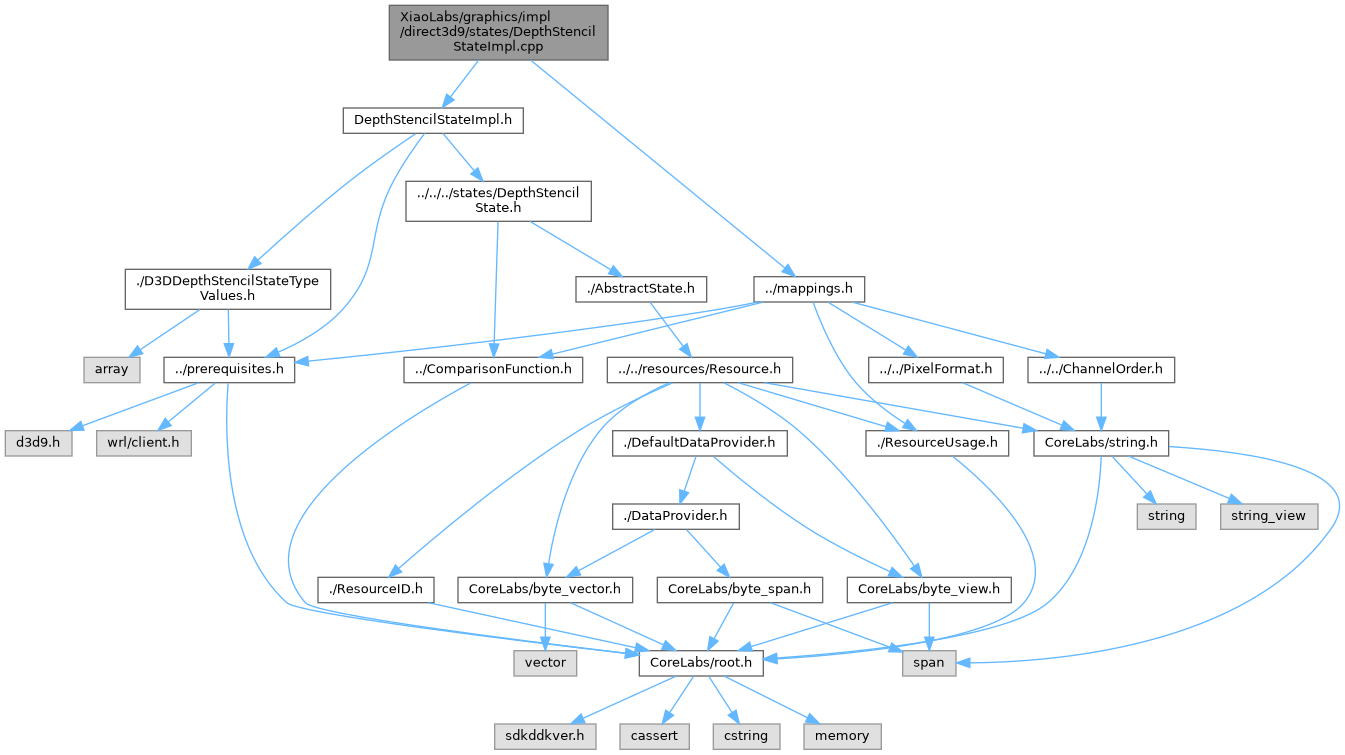 XiaoLabs/graphics/impl
/direct3d9/states/DepthStencil
StateImpl.cpp
DepthStencilStateImpl.h
../../../states/DepthStencil
State.h
./D3DDepthStencilStateType
Values.h
./AbstractState.h
../mappings.h
array
../prerequisites.h
../ComparisonFunction.h
../../resources/Resource.h
../../PixelFormat.h
../../ChannelOrder.h
d3d9.h
wrl/client.h
./DefaultDataProvider.h
./ResourceUsage.h
CoreLabs/string.h
./DataProvider.h
string
string_view
./ResourceID.h
CoreLabs/byte_vector.h
CoreLabs/byte_span.h
CoreLabs/byte_view.h
vector
CoreLabs/root.h
span
sdkddkver.h
cassert
cstring
memory